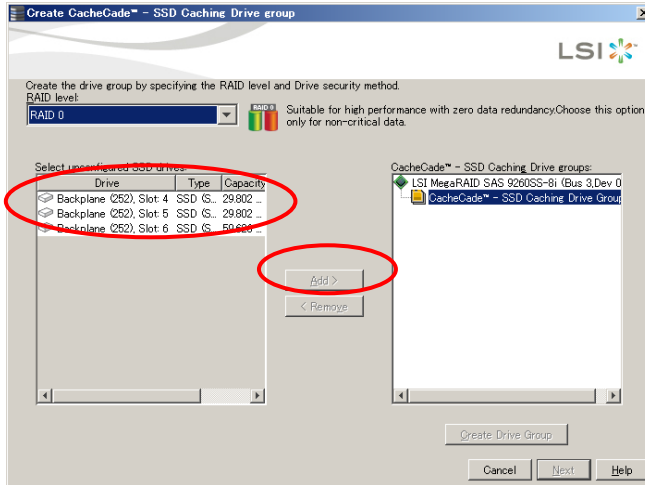 Create CacheCade™ - SSD Caching Drive group
LSI
Create the drive group by specifying the RAID level and Drive security method.
RAID level:
RAID 0
RAID 0
Suitable for high performance with zero data redundancy.Choose this option
only for non-critical data.
Select unconfigured SSD drives:
Drive Type Capacity
Backplane (252), Slot: 4 SSD (S... 29.802 ...
Backplane (252), Slot: 5 SSD (S... 29.802 ...
Backplane (252), Slot: 6 SSD (S...
Add >
< Remove
CacheCade™ - SSD Caching Drive groups:
LSI MegaRAID SAS 9260SS-8i (Bus 3,Dev 0
CacheCade™ - SSD Caching Drive Group
Create Drive Group
Cancel Next Help